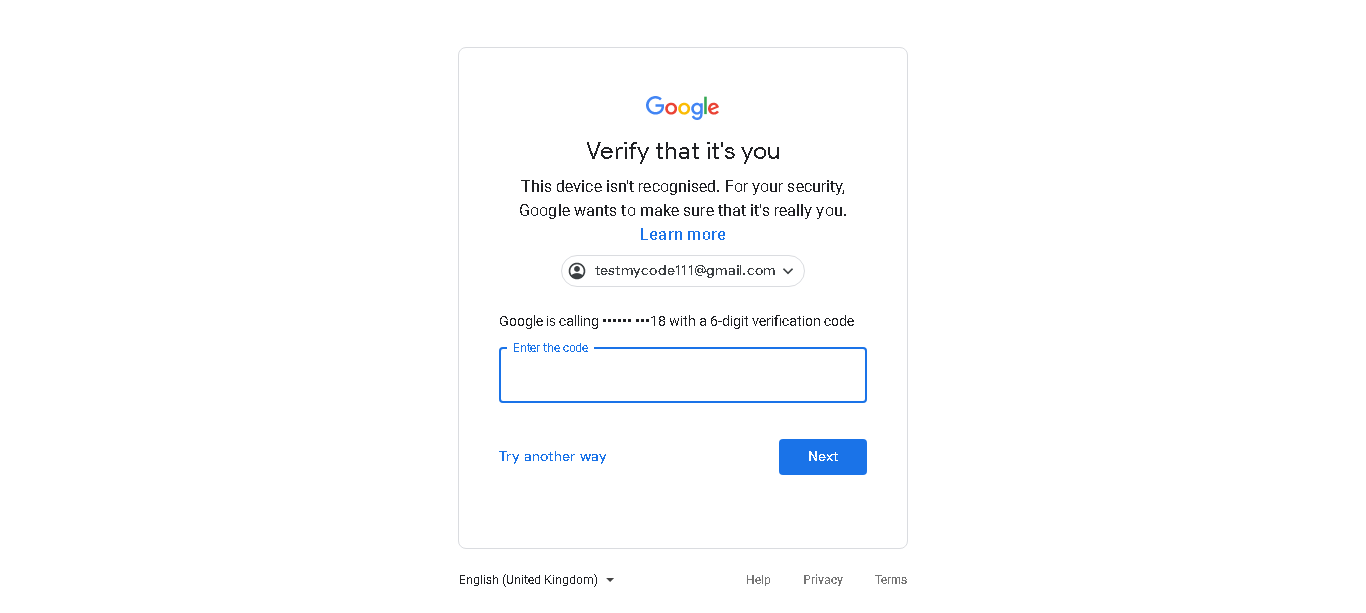 Google
Verify that it's you
This device isn't recognised. For your security,
Google wants to make sure that it's really you.
Learn more
testmycode111@gmail.com
Google is calling •••••• •••18 with a 6-digit verification code
Enter the code
Try another way
Next
English (United Kingdom)
Help
Privacy
Terms